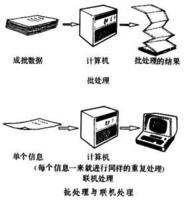 成批数据 计算机 批处理的结果
批处理
单个信息 计算机
(每个信息一来就进行同样的重复处理)
联机处理
批处理与联机处理